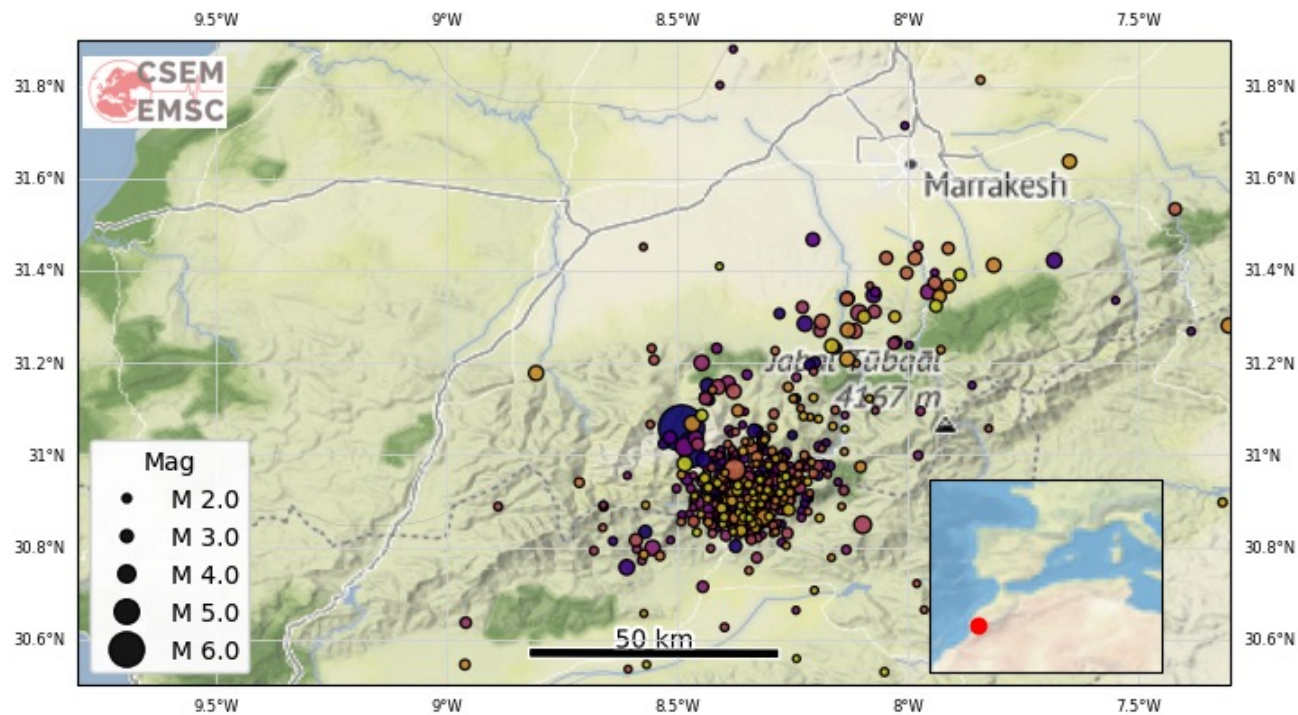 9.5°W 9°W 8.5°W 8°W 7.5°W
CSEM
EMSC
31.8°N 31.8°N
31.6°N 31.6°N
Marrakesh
31.4°N 31.4°N
31.2°N 31.2°N
Jabal Tūbqāl
4167 m
31°N 31°N
Mag
M 2.0
M 3.0
30.8°N 30.8°N
M 4.0
M 5.0
30.6°N 50 km 30.6°N
M 6.0
9.5°W 9°W 8.5°W 8°W 7.5°W